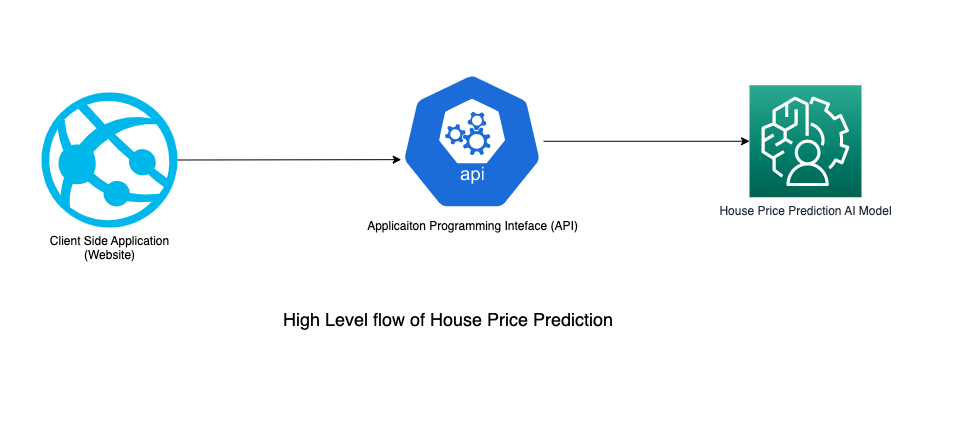 api
Client Side Application
(Website)
Applicaiton Programming Inteface (API)
House Price Prediction AI Model
High Level flow of House Price Prediction